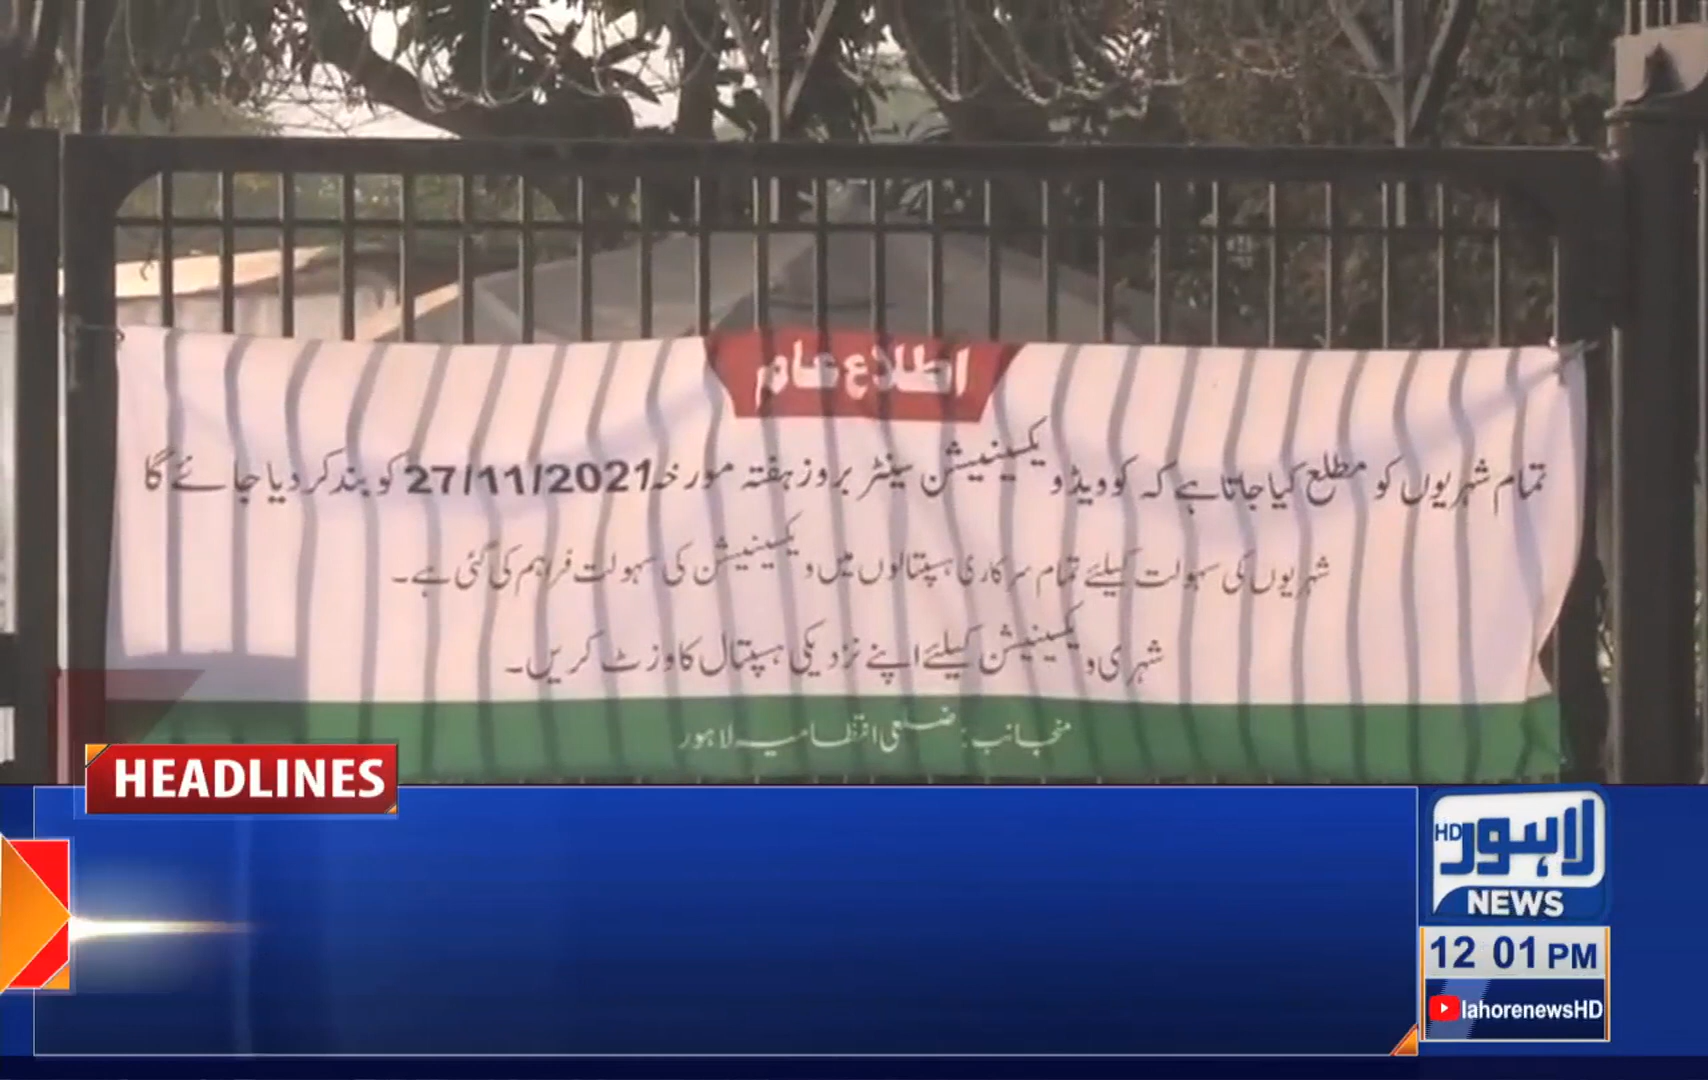 اطلاع عام
تمام شہریوں کو مطلع کیا جاتا ہے کہ کوویڈ ویکسینیشن سینٹر بروز ہفتہ مورخہ 27/11/2021 کو بند کر دیا جائے گا
شہریوں کی سہولت کیلئے تمام سرکاری ہسپتالوں میں ویکسینیشن کی سہولت فراہم کی گئی ہے۔
شہری ویکسینیشن کیلئے اپنے نزدیکی ہسپتال کا وزٹ کریں۔
منجانب: ضلعی انتظامیہ لاہور
HEADLINES
لاہور HD
NEWS
12 01 PM
lahorenewsHD